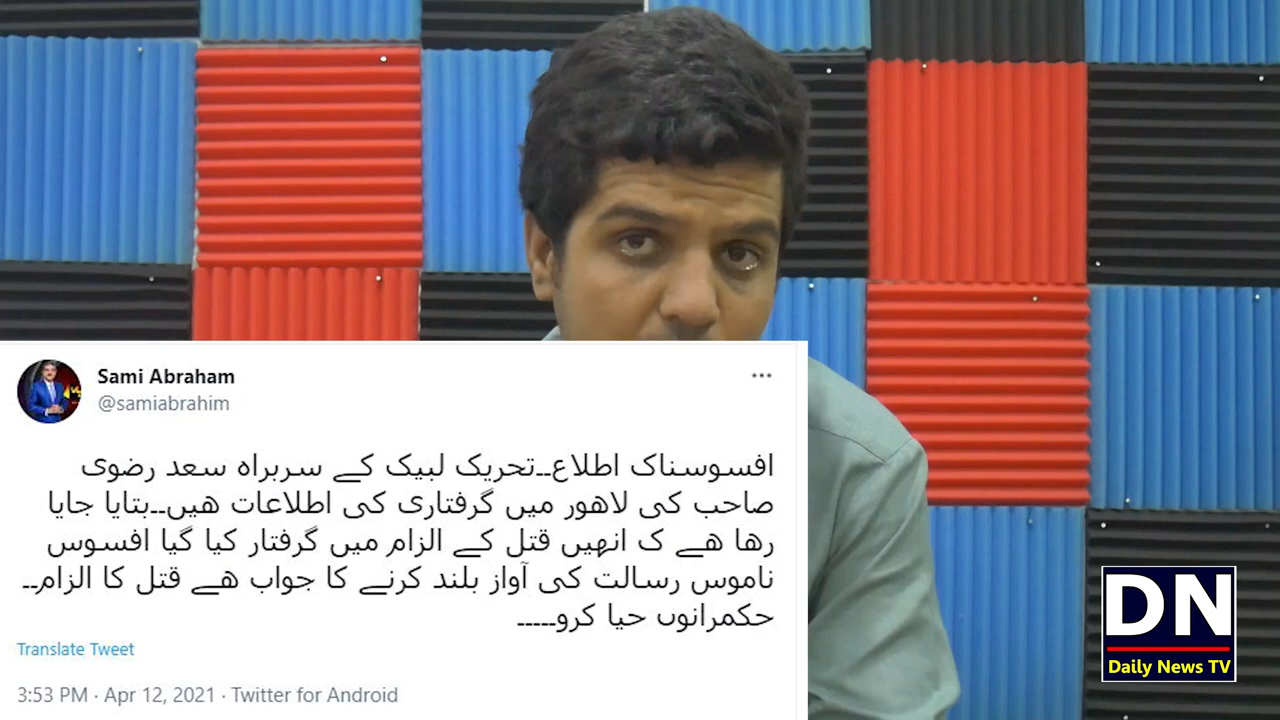 Sami Abraham
@samiabrahim
افسوسناک اطلاع۔۔تحریک لبیک کے سربراہ سعد رضوی
صاحب کی لاھور میں گرفتاری کی اطلاعات ھیں۔۔بتایا جایا
رھا ھے ک انھیں قتل کے الزام میں گرفتار کیا گیا افسوس
ناموس رسالت کی آواز بلند کرنے کا جواب ھے قتل کا الزام۔۔
حکمرانوں حیا کرو۔۔۔۔۔
Translate Tweet
3:53 PM · Apr 12, 2021 · Twitter for Android
DN
Daily News TV